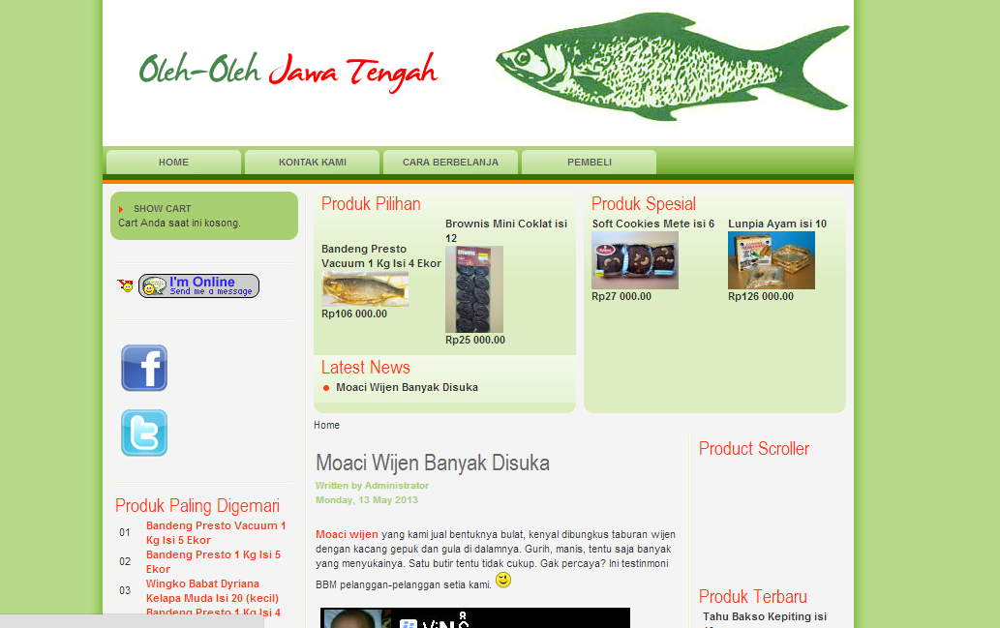 Oleh-Oleh Jawa Tengah
HOME
KONTAK KAMI
CARA BERBELANJA
PEMBELI
SHOW CART
Cart Anda saat ini kosong.
I'm Online
Send me a message
Produk Paling Digemari
01 Bandeng Presto Vacuum 1
Kg Isi 5 Ekor
02 Bandeng Presto 1 Kg Isi 5
Ekor
03 Wingko Babat Dyriana
Kelapa Muda Isi 20 (kecil)
Bandeng Presto 1 Kg Isi 4
Produk Pilihan
Bandeng Presto
Vacuum 1 Kg Isi 4 Ekor
Rp106 000.00
Brownis Mini Coklat isi
12
Rp25 000.00
Latest News
Moaci Wijen Banyak Disuka
Produk Spesial
Soft Cookies Mete isi 6
Rp27 000.00
Lunpia Ayam isi 10
Rp126 000.00
Home
Moaci Wijen Banyak Disuka
Written by Administrator
Monday, 13 May 2013
Moaci wijen yang kami jual bentuknya bulat, kenyal dibungkus taburan wijen
dengan kacang gepuk dan gula di dalamnya. Gurih, manis, tentu saja banyak
yang menyukainya. Satu butir tentu tidak cukup. Gak percaya? Ini testinmoni
BBM pelanggan-pelanggan setia kami.
Product Scroller
Produk Terbaru
Tahu Bakso Kepiting isi